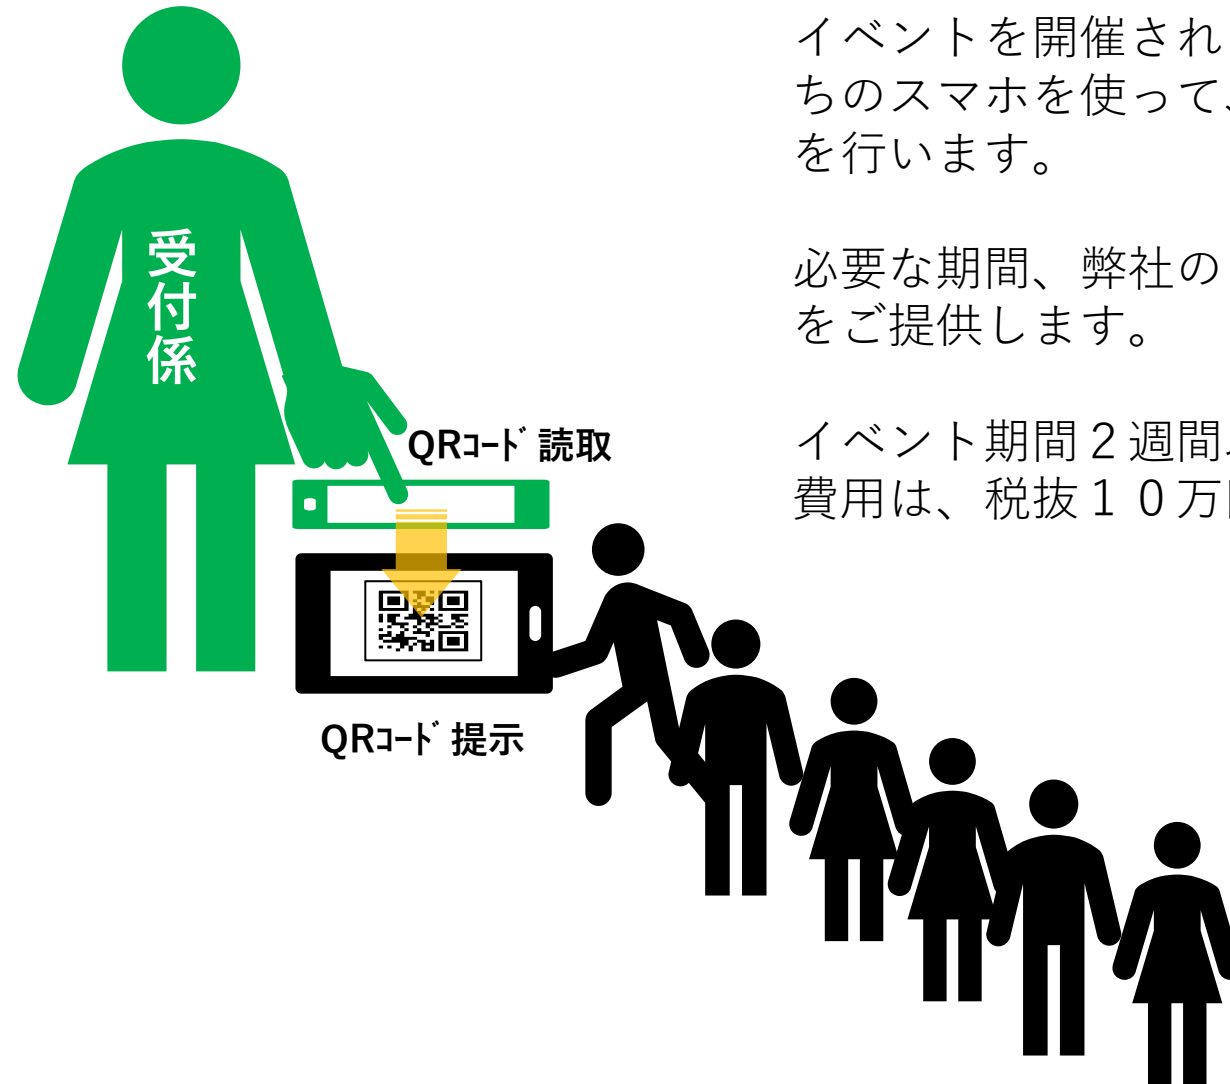 受付係
QRｺｰﾄﾞ 読取
QRｺｰﾄﾞ 提示
イベントを開催され
ちのスマホを使って、
を行います。
必要な期間、弊社の
をご提供します。
イベント期間２週間
費用は、税抜１０万